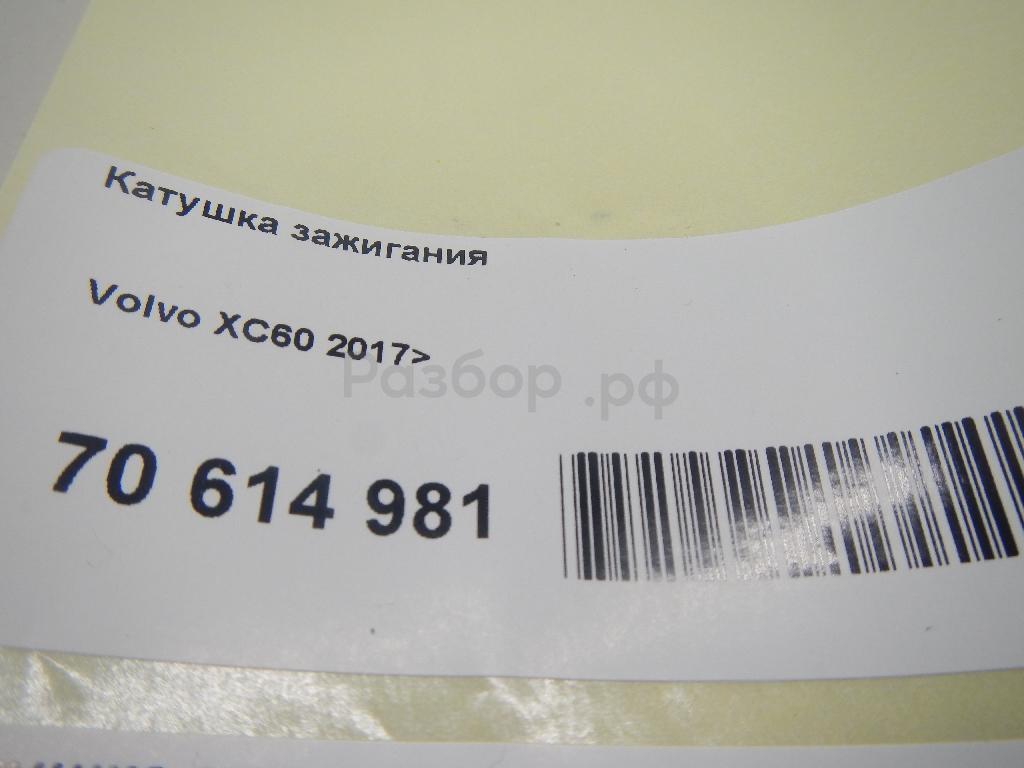 Катушка зажигания
Volvo XC60 2017>
Разбор.рф
70 614 981